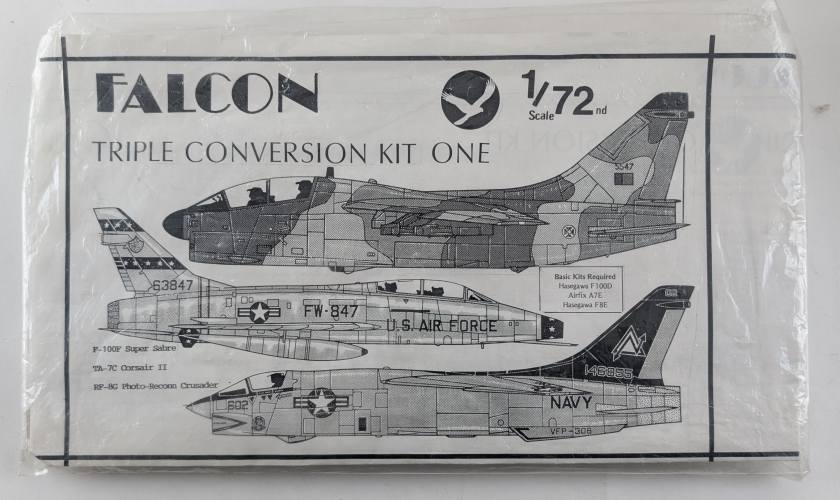 FALCON
1/72nd
Scale
TRIPLE CONVERSION KIT ONE
5547
63847
FW-847
U.S. AIR FORCE
Basic Kits Required
Hasegawa F100D
Airfix A7E
Hasegawa F8E
F-100F Super Sabre
TA-7C Corsair II
RF-8G Photo-Reconn Crusader
602
146855
NAVY
VFP-306